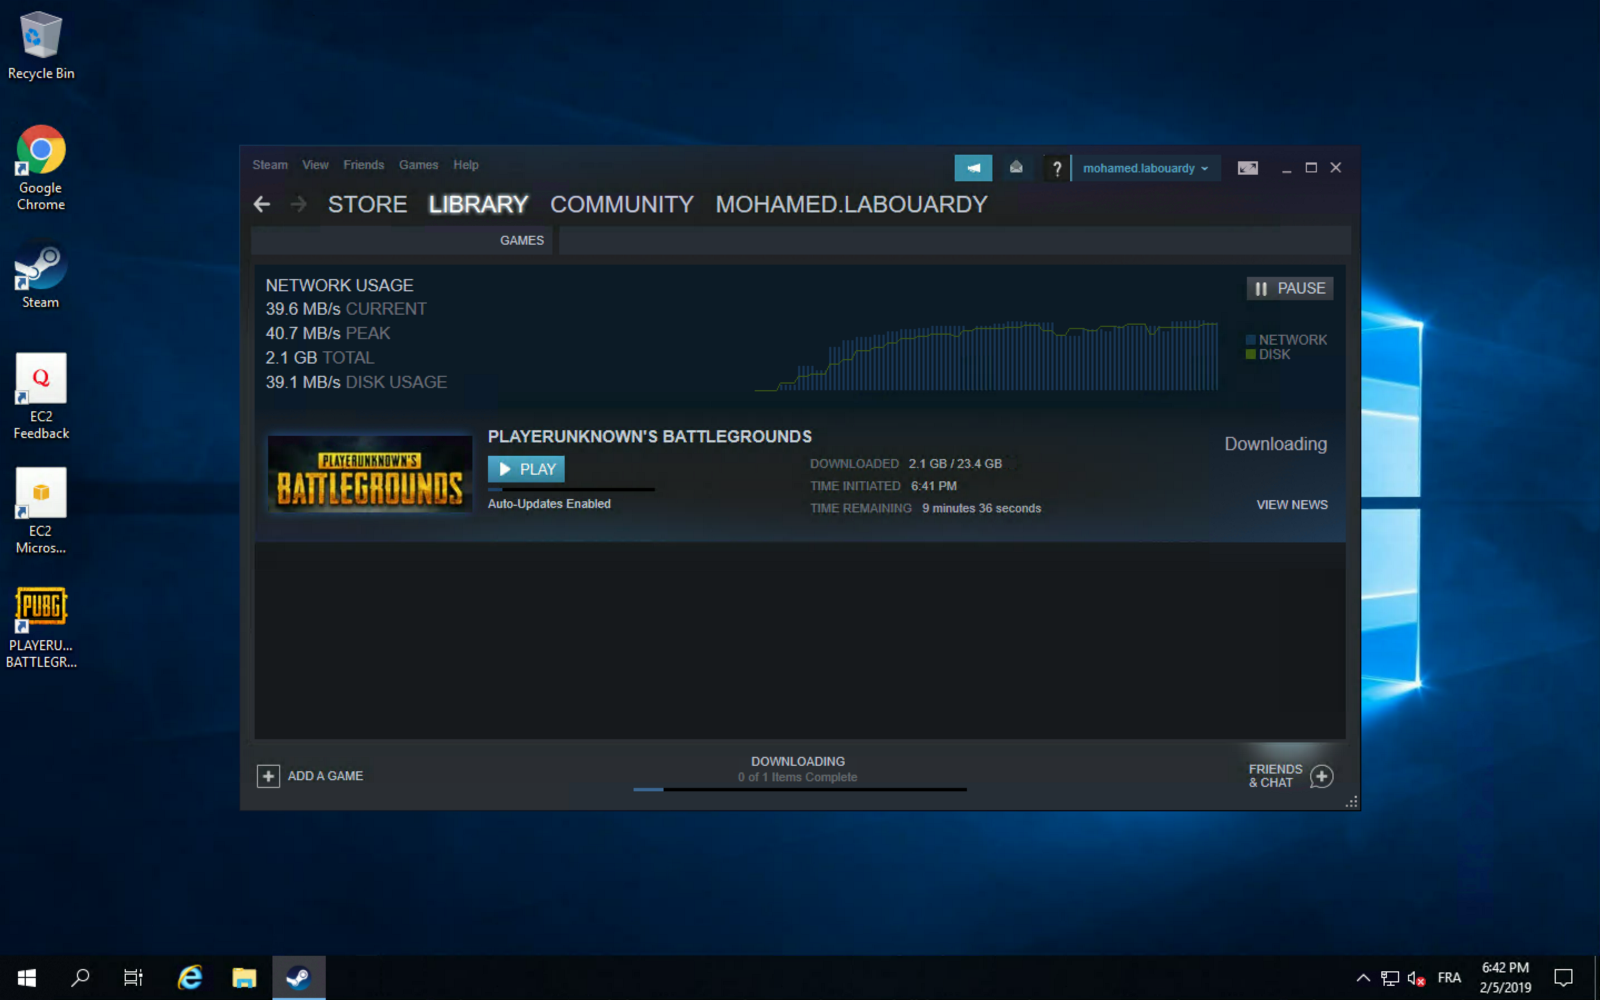 Recycle Bin
Google
Chrome
Steam
Q
EC2
Feedback
EC2
Micros...
PUBG
PLAYERU...
BATTLEGR...
Steam View Friends Games Help
? mohamed.labouardy
STORE LIBRARY COMMUNITY MOHAMED.LABOUARDY
GAMES
NETWORK USAGE
39.6 MB/s CURRENT
40.7 MB/s PEAK
2.1 GB TOTAL
39.1 MB/s DISK USAGE
PAUSE
NETWORK
DISK
PLAYERUNKNOWN'S
BATTLEGROUNDS
PLAYERUNKNOWN'S BATTLEGROUNDS
PLAY
Auto-Updates Enabled
DOWNLOADED 2.1 GB / 23.4 GB
TIME INITIATED 6:41 PM
TIME REMAINING 9 minutes 36 seconds
Downloading
VIEW NEWS
ADD A GAME
DOWNLOADING
0 of 1 Items Complete
FRIENDS
& CHAT
FRA
6:42 PM
2/5/2019